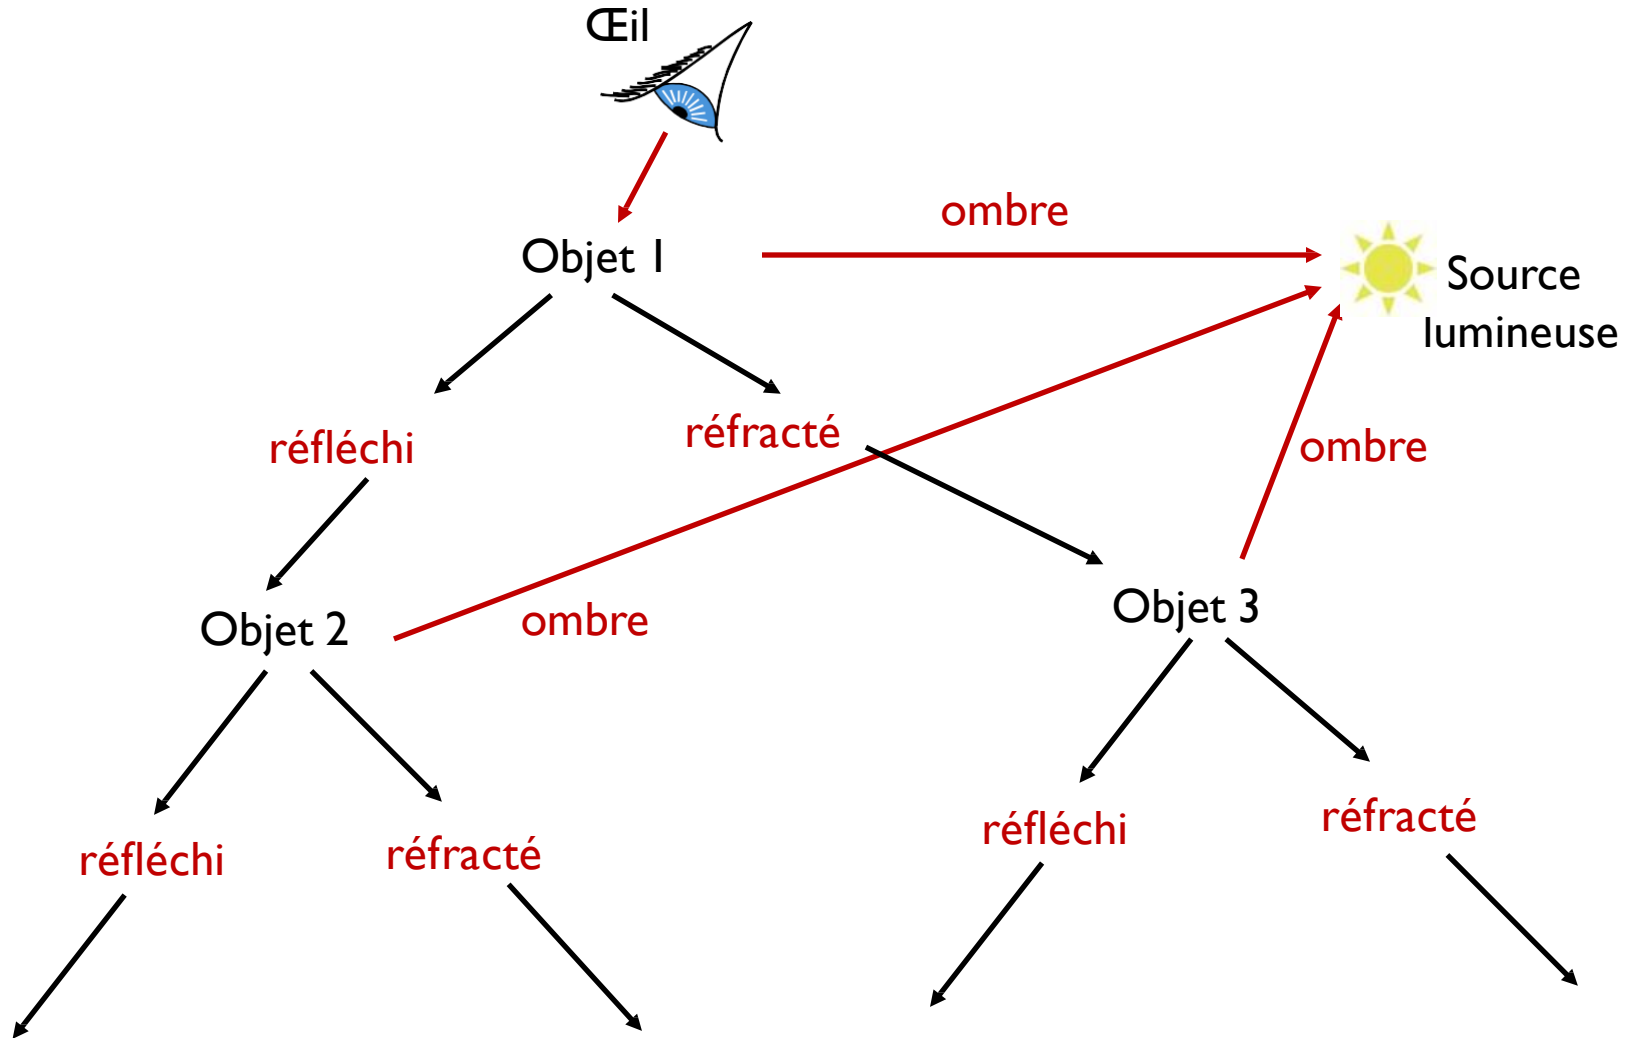 Œil
ombre
Objet 1
Source
lumineuse
réfléchi
réfracté
ombre
Objet 2
ombre
Objet 3
réfléchi
réfracté
réfléchi
réfracté